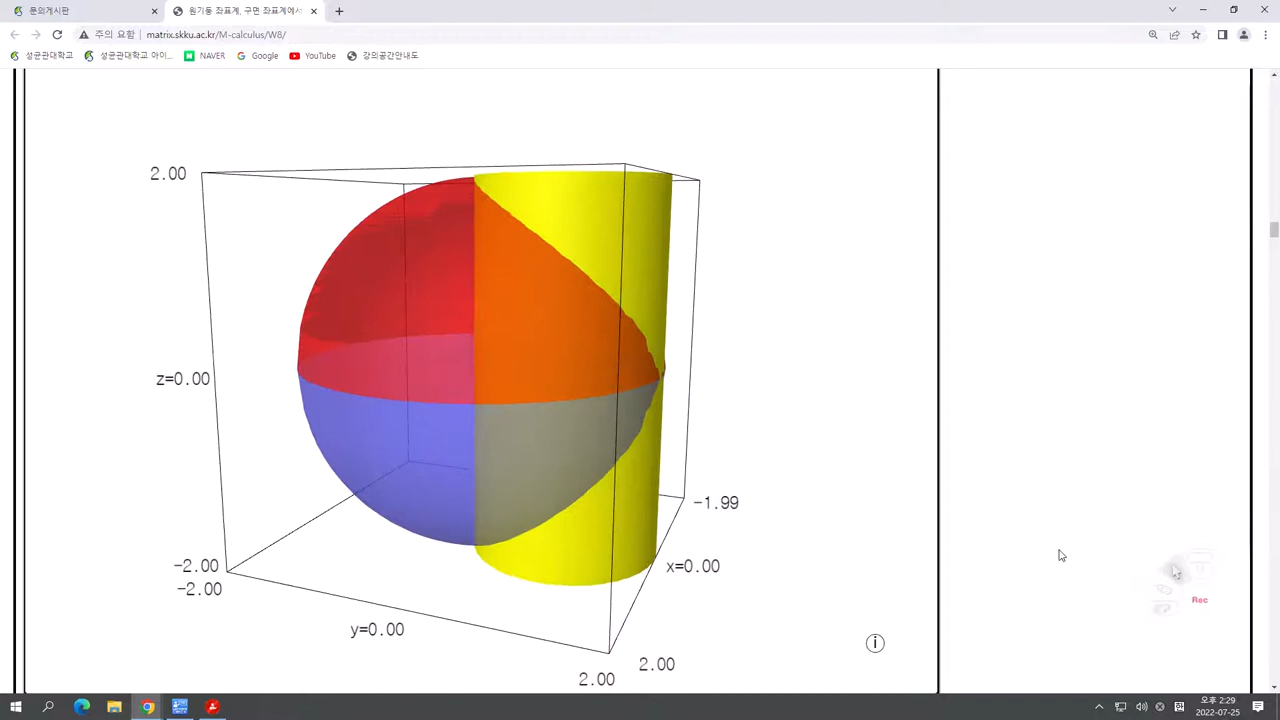 문의게시판
원기둥 좌표계, 구면 좌표계에서
주의 요함
matrix.skku.ac.kr/M-calculus/W8/
성균관대학교
성균관대학교 아이...
NAVER
Google
YouTube
강의공간안내도
2.00
z=0.00
-1.99
-2.00
x=0.00
-2.00
y=0.00
2.00
2.00
Rec
오후 2:29
2022-07-25